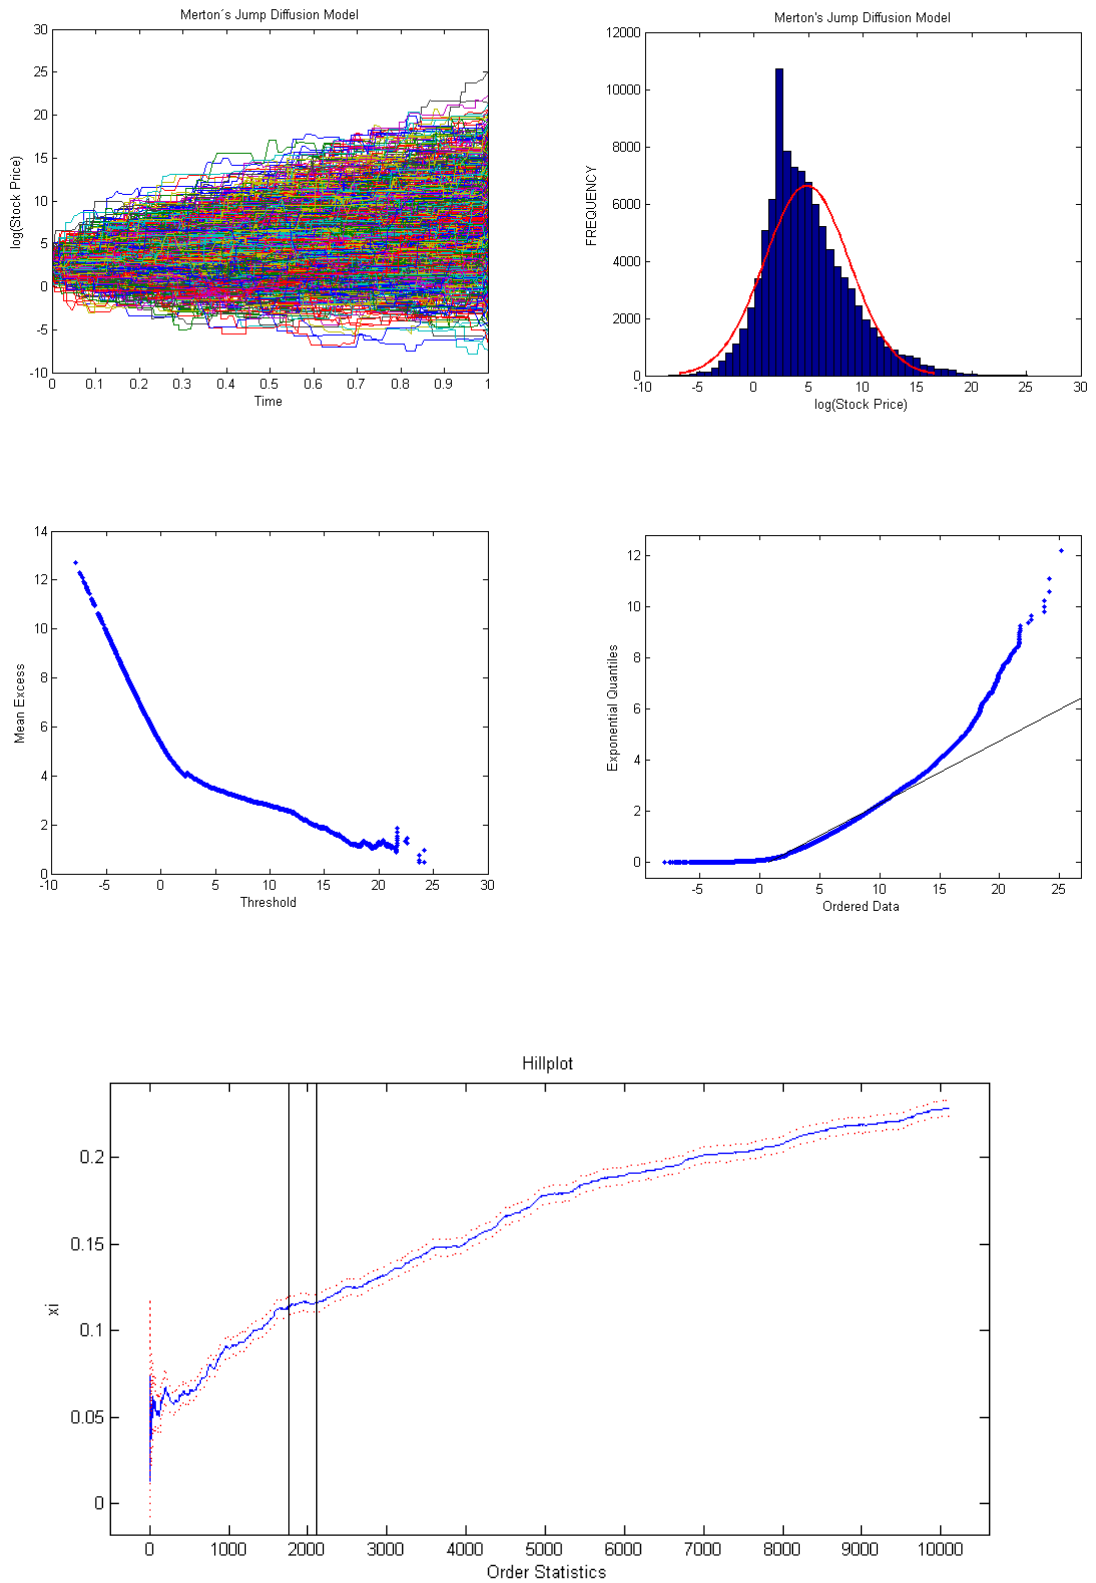 Merton´s Jump Diffusion Model
30
25
20
15
10
5
0
-5
-10
log(Stock Price)
0 0.1 0.2 0.3 0.4 0.5 0.6 0.7 0.8 0.9 1
Time
Merton's Jump Diffusion Model
12000
10000
8000
6000
4000
2000
0
FREQUENCY
-10 -5 0 5 10 15 20 25 30
log(Stock Price)
14
12
10
8
6
4
2
0
Mean Excess
-10 -5 0 5 10 15 20 25 30
Threshold
12
10
8
6
4
2
0
Exponential Quantiles
-5 0 5 10 15 20 25
Ordered Data
Hillplot
0.2
0.15
0.1
0.05
0
xi
0 1000 2000 3000 4000 5000 6000 7000 8000 9000 10000
Order Statistics